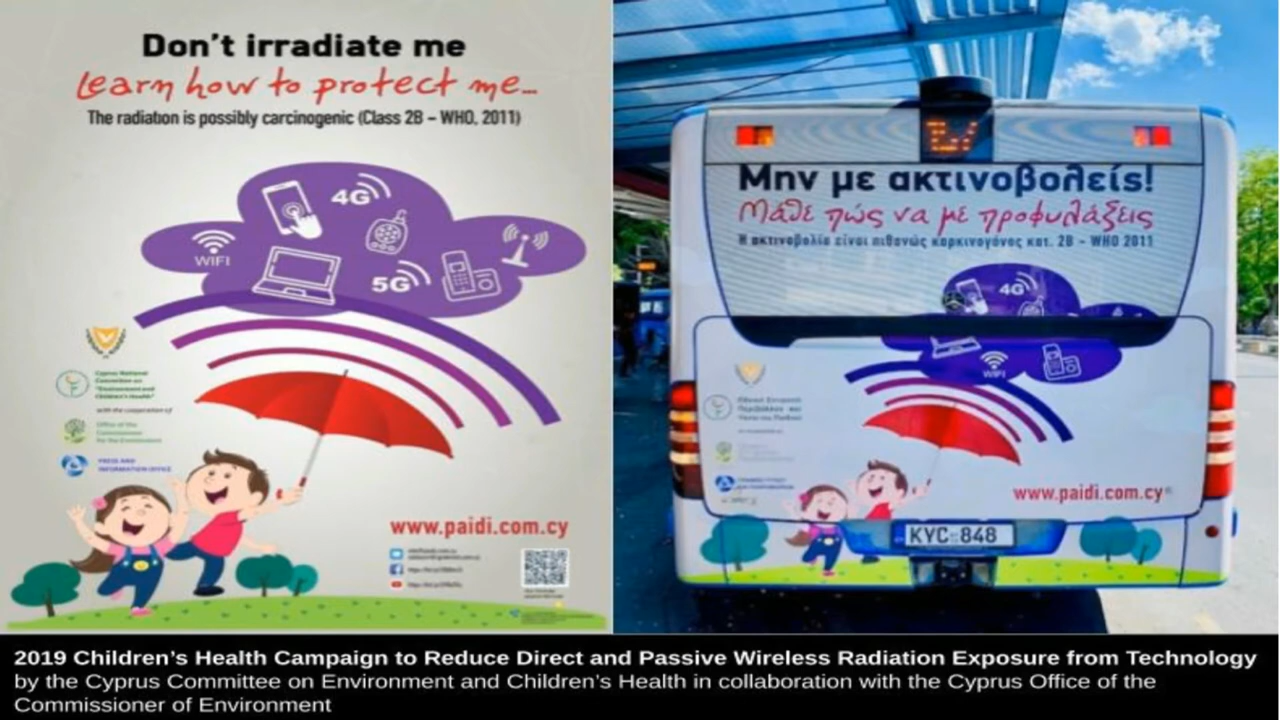 Don't irradiate me
Learn how to protect me...
The radiation is possibly carcinogenic (Class 2B – WHO, 2011)
4G
WIFI
5G
Cyprus National
Committee on
"Environment and
Children's Health"
with the cooperation of
Office of the
Commissioner
for the Environment
PRESS AND
INFORMATION OFFICE
www.paidi.com.cy
Μην με ακτινοβολείς!
Μάθε πώς να με προφυλάξεις
Η ακτινοβολία είναι πιθανώς καρκινογόνος κατ. 2B – WHO 2011
4G
WIFI
www.paidi.com.cy
KYC 848
2019 Children's Health Campaign to Reduce Direct and Passive Wireless Radiation Exposure from Technology
by the Cyprus Committee on Environment and Children's Health in collaboration with the Cyprus Office of the
Commissioner of Environment